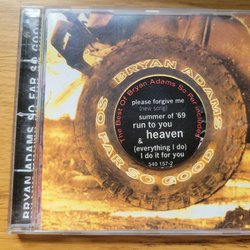 BRYAN ADAMS SO FAR SO GOOD
BRYAN ADAMS
SO FAR SO GOOD
The Best Of Bryan Adams So Far includes
please forgive me
(new song)
summer of '69
run to you
heaven
&
(everything I do)
I do it for you
540 157-2